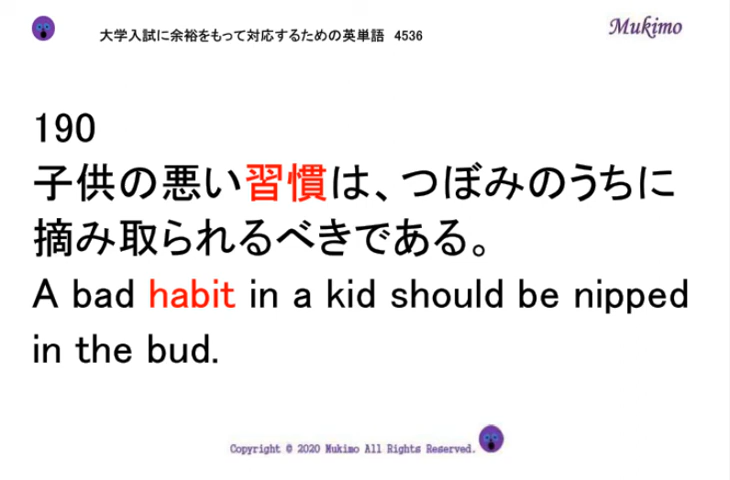 大学入試に余裕をもって対応するための英単語 4536
Mukimo
190
子供の悪い習慣は、つぼみのうちに
摘み取られるべきである。
A bad habit in a kid should be nipped
in the bud.
Copyright © 2020 Mukimo All Rights Reserved.